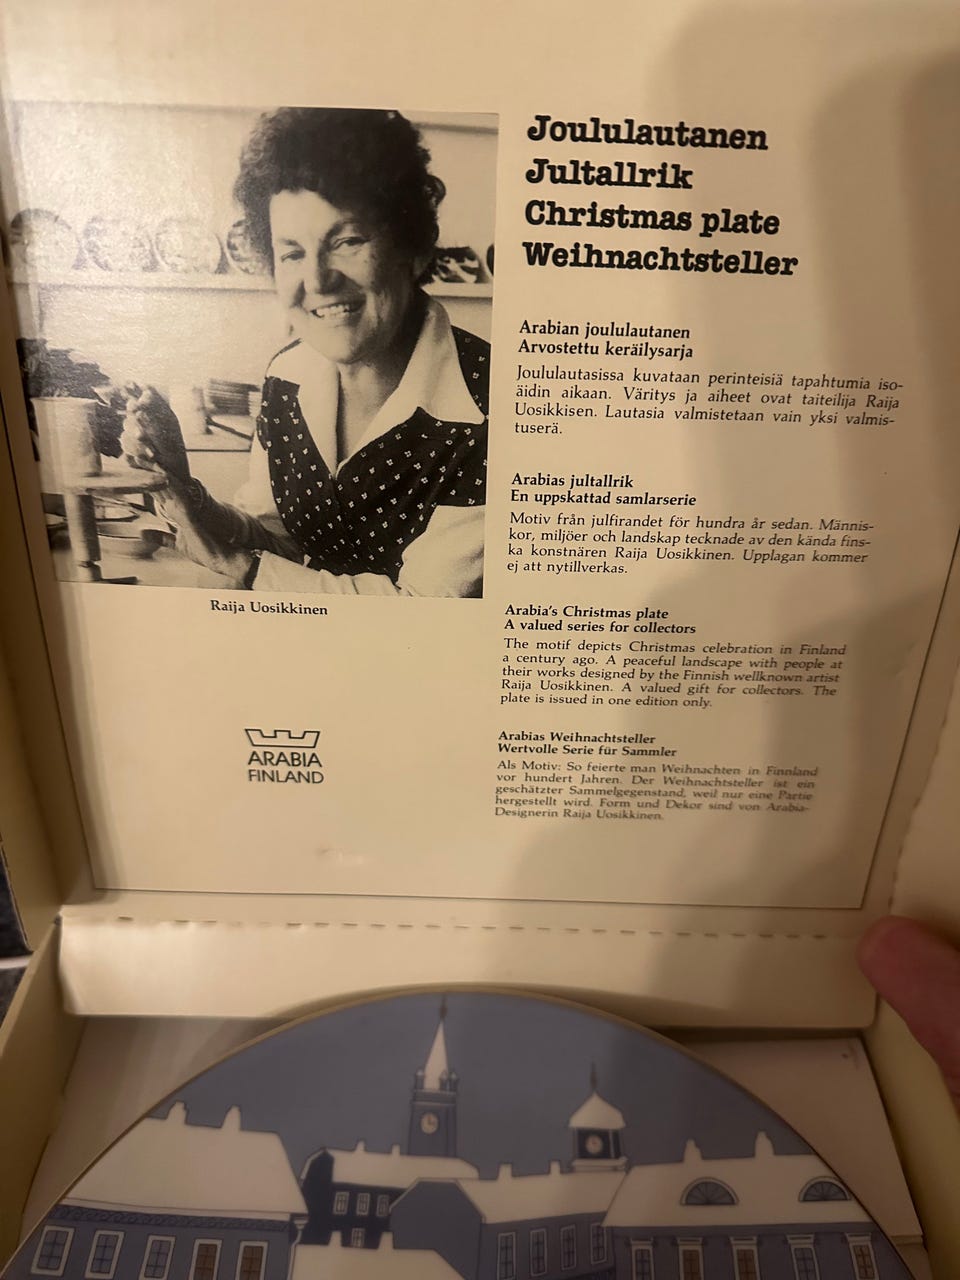 Joululautanen
Jultallrik
Christmas plate
Weihnachtsteller
Arabian joululautanen
Arvostettu keräilysarja
Joululautasissa kuvataan perinteisiä tapahtumia iso-
äidin aikaan. Väritys ja aiheet ovat taiteilija Raija
Uosikkisen. Lautasia valmistetaan vain yksi valmis-
tuserä.
Arabias jultallrik
En uppskattad samlarserie
Motiv från julfirandet för hundra år sedan. Männis-
kor, miljöer och landskap tecknade av den kända fins-
ka konstnären Raija Uosikkinen. Upplagan kommer
ej att nytillverkas.
Arabia's Christmas plate
A valued series for collectors
The motif depicts Christmas celebration in Finland
a century ago. A peaceful landscape with people at
their works designed by the Finnish wellknown artist
Raija Uosikkinen. A valued gift for collectors. The
plate is issued in one edition only.
Arabias Weihnachtsteller
Wertvolle Serie für Sammler
Als Motiv: So feierte man Weihnachten in Finnland
vor hundert Jahren. Der Weihnachtsteller ist ein
geschätzter Sammelgegenstand, weil nur eine Partie
hergestellt wird. Form und Dekor sind von Arabia-
Designerin Raija Uosikkinen.
Raija Uosikkinen
ARABIA
FINLAND